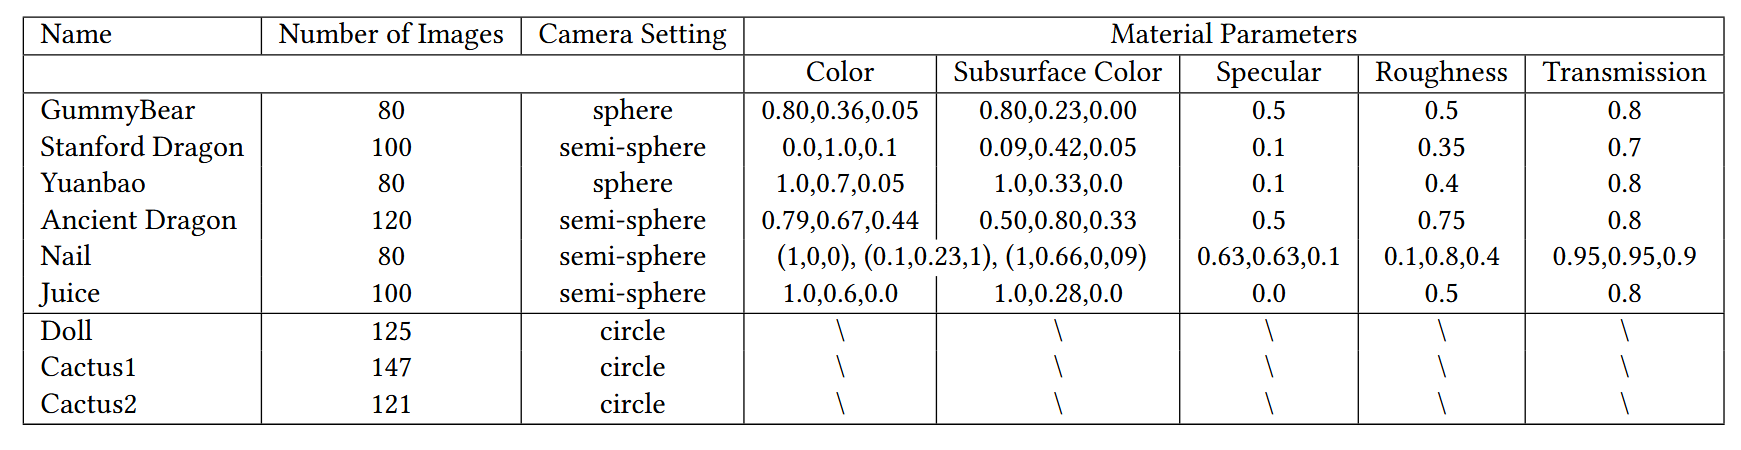 Name Number of Images Camera Setting Material Parameters
Color Subsurface Color Specular Roughness Transmission
GummyBear 80 sphere 0.80,0.36,0.05 0.80,0.23,0.00 0.5 0.5 0.8
Stanford Dragon 100 semi-sphere 0.0,1.0,0.1 0.09,0.42,0.05 0.1 0.35 0.7
Yuanbao 80 sphere 1.0,0.7,0.05 1.0,0.33,0.0 0.1 0.4 0.8
Ancient Dragon 120 semi-sphere 0.79,0.67,0.44 0.50,0.80,0.33 0.5 0.75 0.8
Nail 80 semi-sphere (1,0,0), (0.1,0.23,1), (1,0.66,0,09) 0.63,0.63,0.1 0.1,0.8,0.4 0.95,0.95,0.9
Juice 100 semi-sphere 1.0,0.6,0.0 1.0,0.28,0.0 0.0 0.5 0.8
Doll 125 circle \ \ \ \ \
Cactus1 147 circle \ \ \ \ \
Cactus2 121 circle \ \ \ \ \